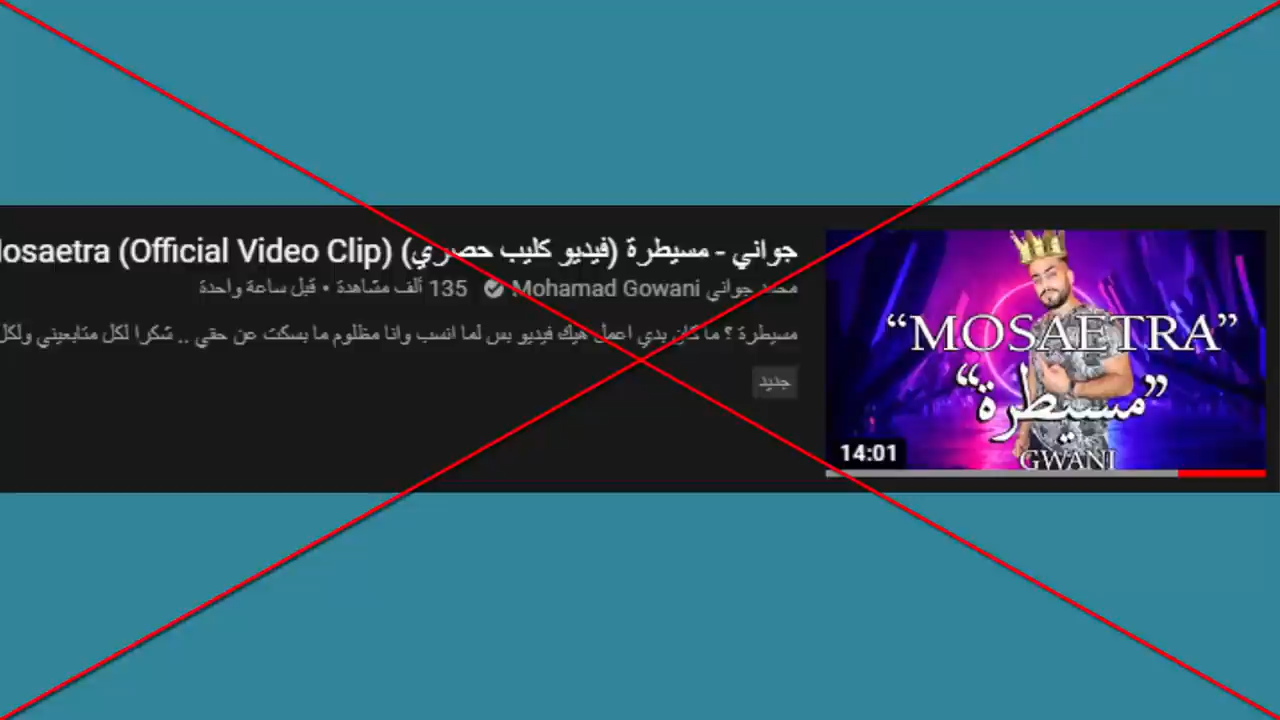 جواني - مسيطرة (فيديو كليب حصري) Mosaetra (Official Video Clip)
محمد جواني Mohamad Gowani 135 ألف مشاهدة • قبل ساعة واحدة
مسيطرة ؟ ما كان بدي اعمل هيك فيديو بس لما انسب وانا مظلوم ما بسكت عن حقي .. شكرا لكل متابعيني ولكل
جديد
“MOSAETRA”
“مسيطرة”
GWANI
14:01